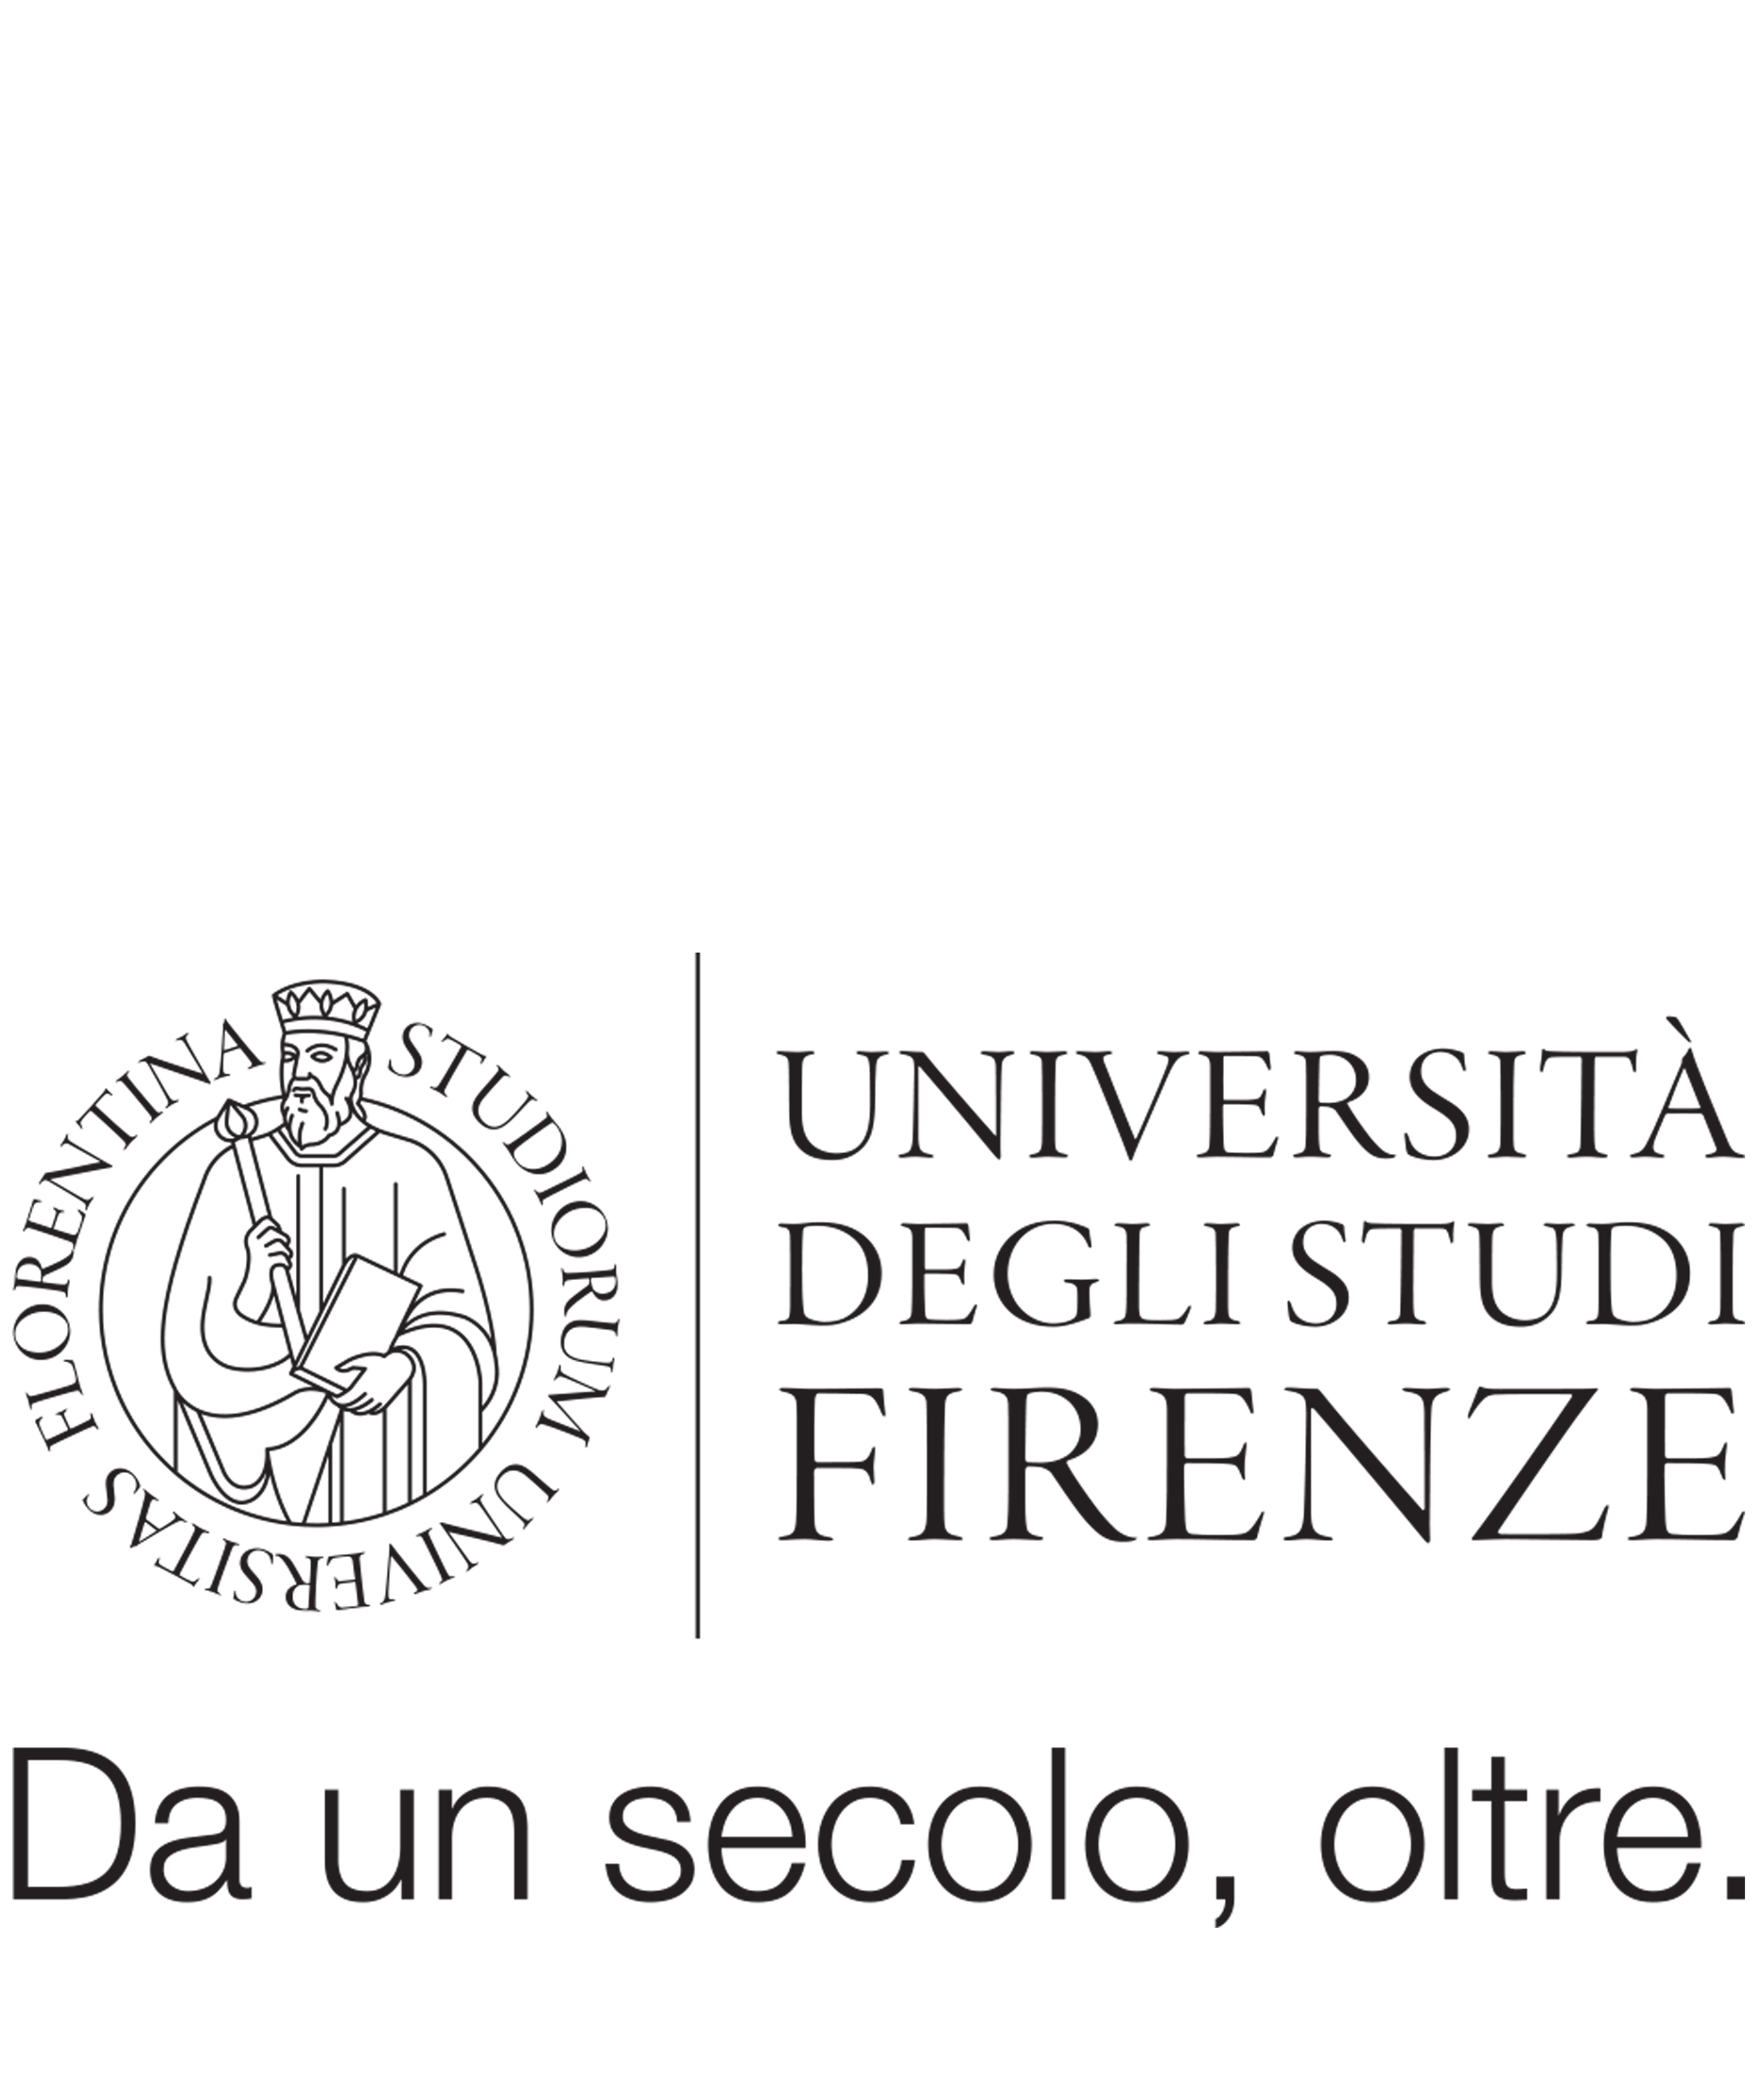 FLORENTINA STUDIORUM UNIVERSITAS
UNIVERSITÀ
DEGLI STUDI
FIRENZE
Da un secolo, oltre.